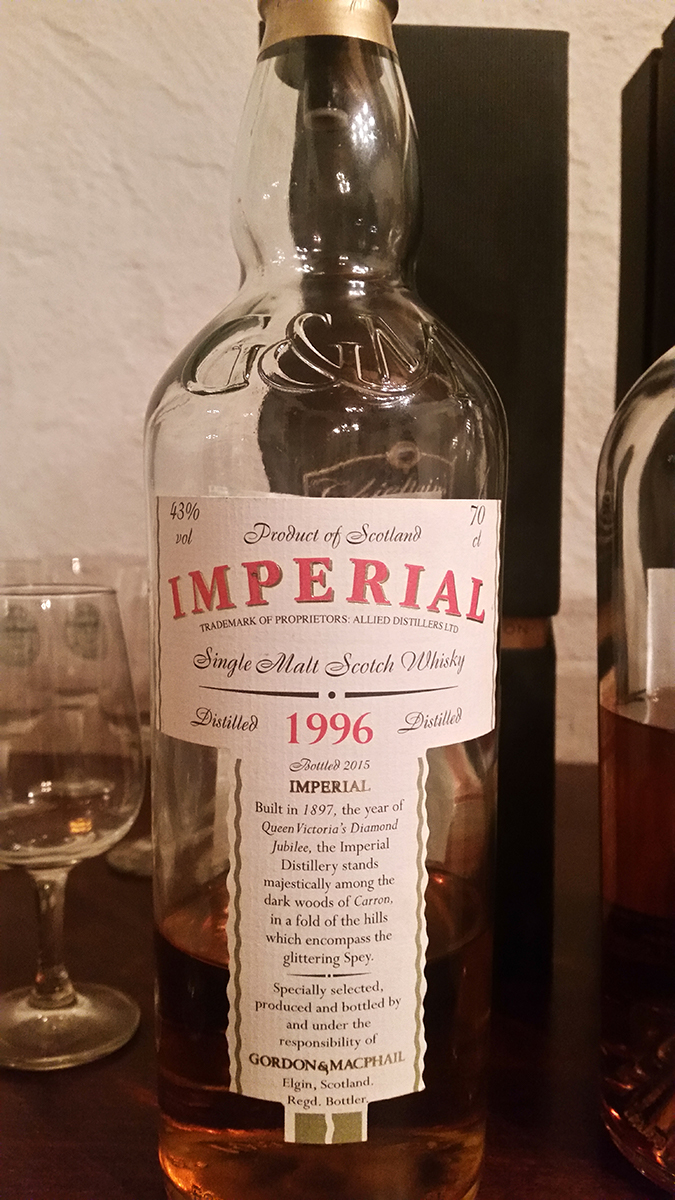 G&M
43%
vol
Product of Scotland
70
cl
IMPERIAL
TRADEMARK OF PROPRIETORS: ALLIED DISTILLERS LTD
Single Malt Scotch Whisky
Distilled 1996 Distilled
Bottled 2015
IMPERIAL
Built in 1897, the year of
Queen Victoria's Diamond
Jubilee, the Imperial
Distillery stands
majestically among the
dark woods of Carron,
in a fold of the hills
which encompass the
glittering Spey.
Specially selected,
produced and bottled by
and under the
responsibility of
GORDON&MACPHAIL
Elgin, Scotland.
Regd. Bottler.